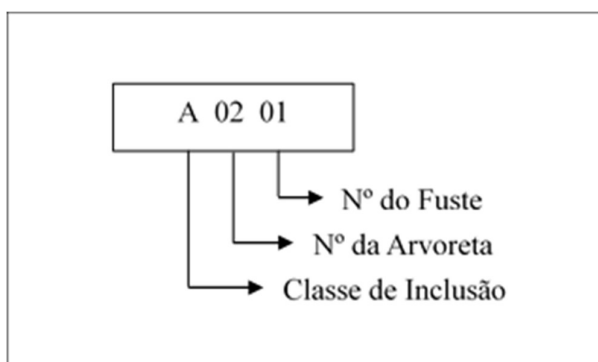 A 02 01
Nº do Fuste
Nº da Arvoreta
Classe de Inclusão